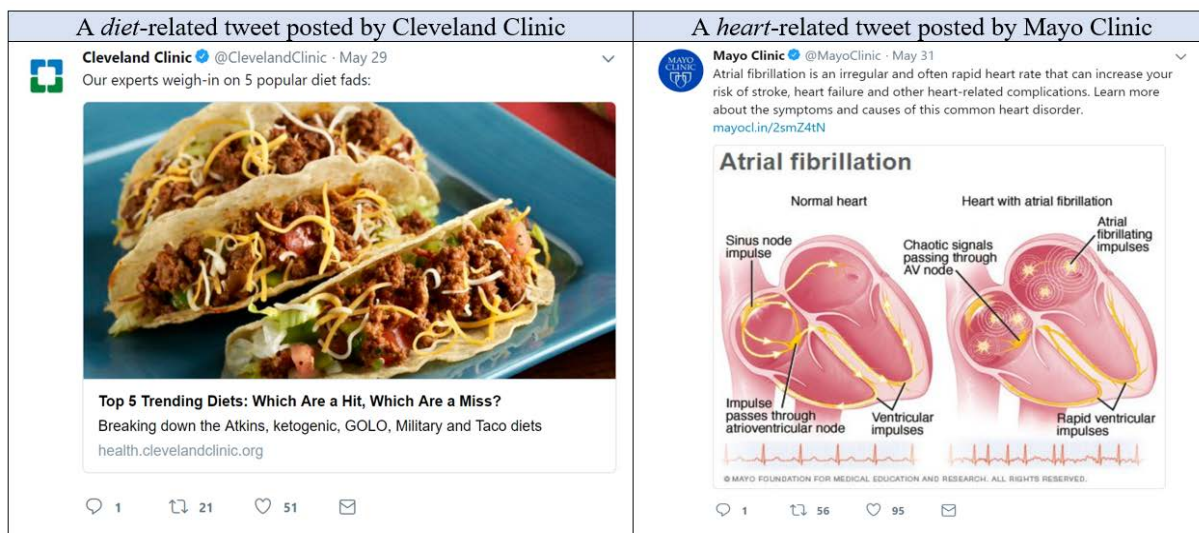 A diet-related tweet posted by Cleveland Clinic
Cleveland Clinic @ClevelandClinic · May 29
Our experts weigh-in on 5 popular diet fads:
Top 5 Trending Diets: Which Are a Hit, Which Are a Miss?
Breaking down the Atkins, ketogenic, GOLO, Military and Taco diets
health.clevelandclinic.org
1 21 51
A heart-related tweet posted by Mayo Clinic
MAYO
CLINIC
Mayo Clinic @MayoClinic · May 31
Atrial fibrillation is an irregular and often rapid heart rate that can increase your
risk of stroke, heart failure and other heart-related complications. Learn more
about the symptoms and causes of this common heart disorder.
mayocl.in/2smZ4tN
Atrial fibrillation
Normal heart
Heart with atrial fibrillation
Sinus node
impulse
Chaotic signals
passing through
AV node
Atrial
fibrillating
impulses
Impulse
passes through
atrioventricular node
Ventricular
impulses
Rapid ventricular
impulses
© MAYO FOUNDATION FOR MEDICAL EDUCATION AND RESEARCH. ALL RIGHTS RESERVED.
1 56 95